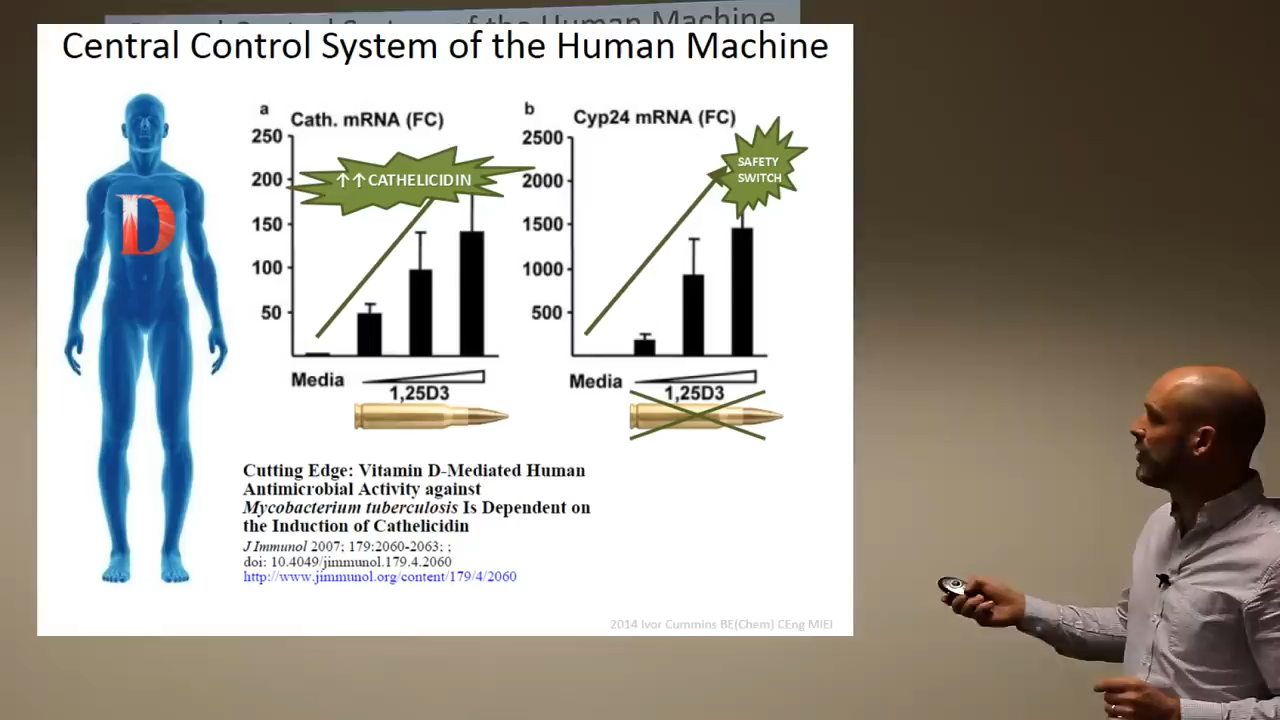 Central Control System of the Human Machine
a
Cath. mRNA (FC)
250
200
150
100
50
↑↑CATHELICIDIN
Media
1,25D3
b
Cyp24 mRNA (FC)
2500
2000
1500
1000
500
SAFETY
SWITCH
Media
1,25D3
D
Cutting Edge: Vitamin D-Mediated Human
Antimicrobial Activity against
Mycobacterium tuberculosis Is Dependent on
the Induction of Cathelicidin
J Immunol 2007; 179:2060-2063; ;
doi: 10.4049/jimmunol.179.4.2060
http://www.jimmunol.org/content/179/4/2060
2014 Ivor Cummins BE(Chem) CEng MIEI